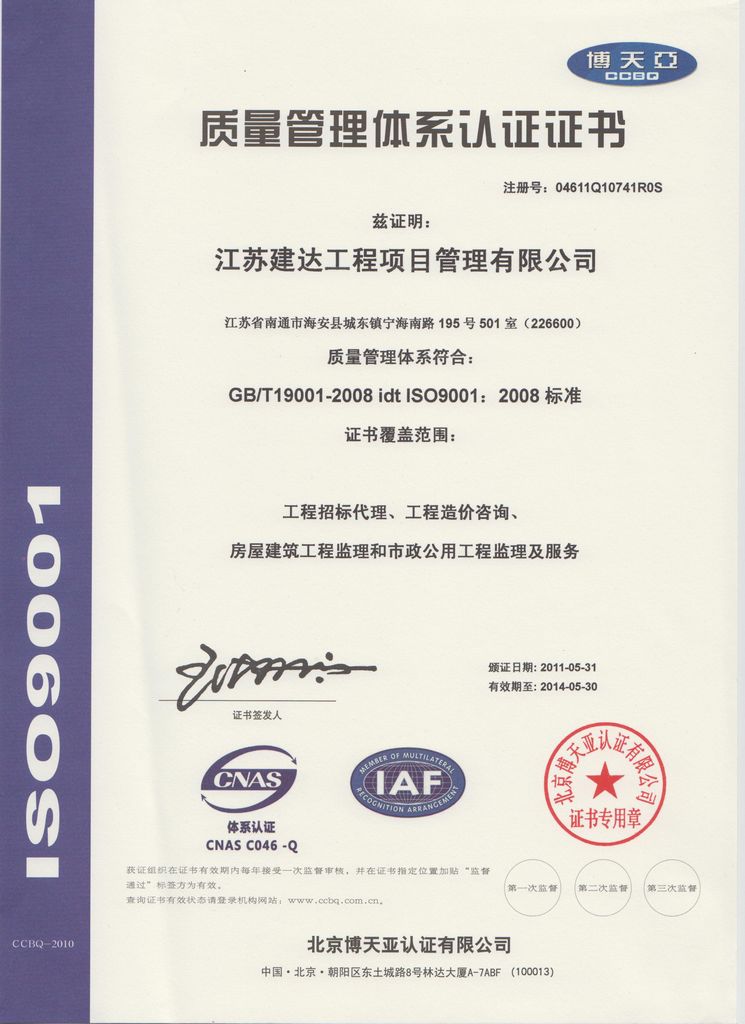 博天亞
CCBQ
质量管理体系认证证书
注册号：04611Q10741R0S
兹证明：
江苏建达工程项目管理有限公司
江苏省南通市海安县城东镇宁海南路 195 号 501 室（226600）
质量管理体系符合：
GB/T19001-2008 idt ISO9001：2008 标准
证书覆盖范围：
工程招标代理、工程造价咨询、
房屋建筑工程监理和市政公用工程监理及服务
ISO9001
颁证日期: 2011-05-31
有效期至: 2014-05-30
证书签发人
CNAS
体系认证
CNAS C046 -Q
MEMBER OF MULTILATERAL
IAF
RECOGNITION ARRANGEMENT
北京博天亚认证有限公司
证书专用章
获证组织在证书有效期内每年接受一次监督审核，并在证书指定位置加贴“监督
通过”标签方为有效。
查询证书有效状态请登录机构网站：www.ccbq.com.cn。
第一次监督
第二次监督
第三次监督
CCBQ-2010
北京博天亚认证有限公司
中国·北京·朝阳区东土城路8号林达大厦A-7ABF （100013）